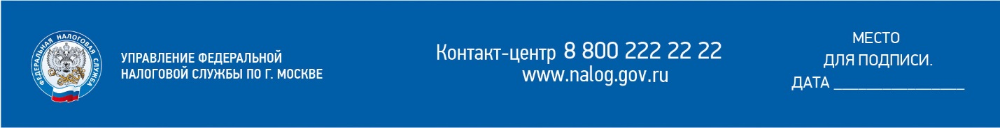 ФЕДЕРАЛЬНАЯ НАЛОГОВАЯ СЛУЖБА
УПРАВЛЕНИЕ ФЕДЕРАЛЬНОЙ
НАЛОГОВОЙ СЛУЖБЫ ПО Г. МОСКВЕ
Контакт-центр 8 800 222 22 22
www.nalog.gov.ru
МЕСТО
ДЛЯ ПОДПИСИ.
ДАТА ________________